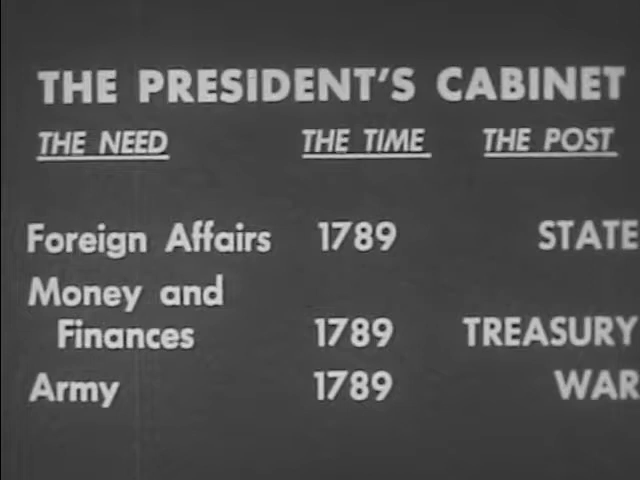 THE PRESIDENT'S CABINET
THE NEED THE TIME THE POST
Foreign Affairs 1789 STATE
Money and
Finances 1789 TREASURY
Army 1789 WAR